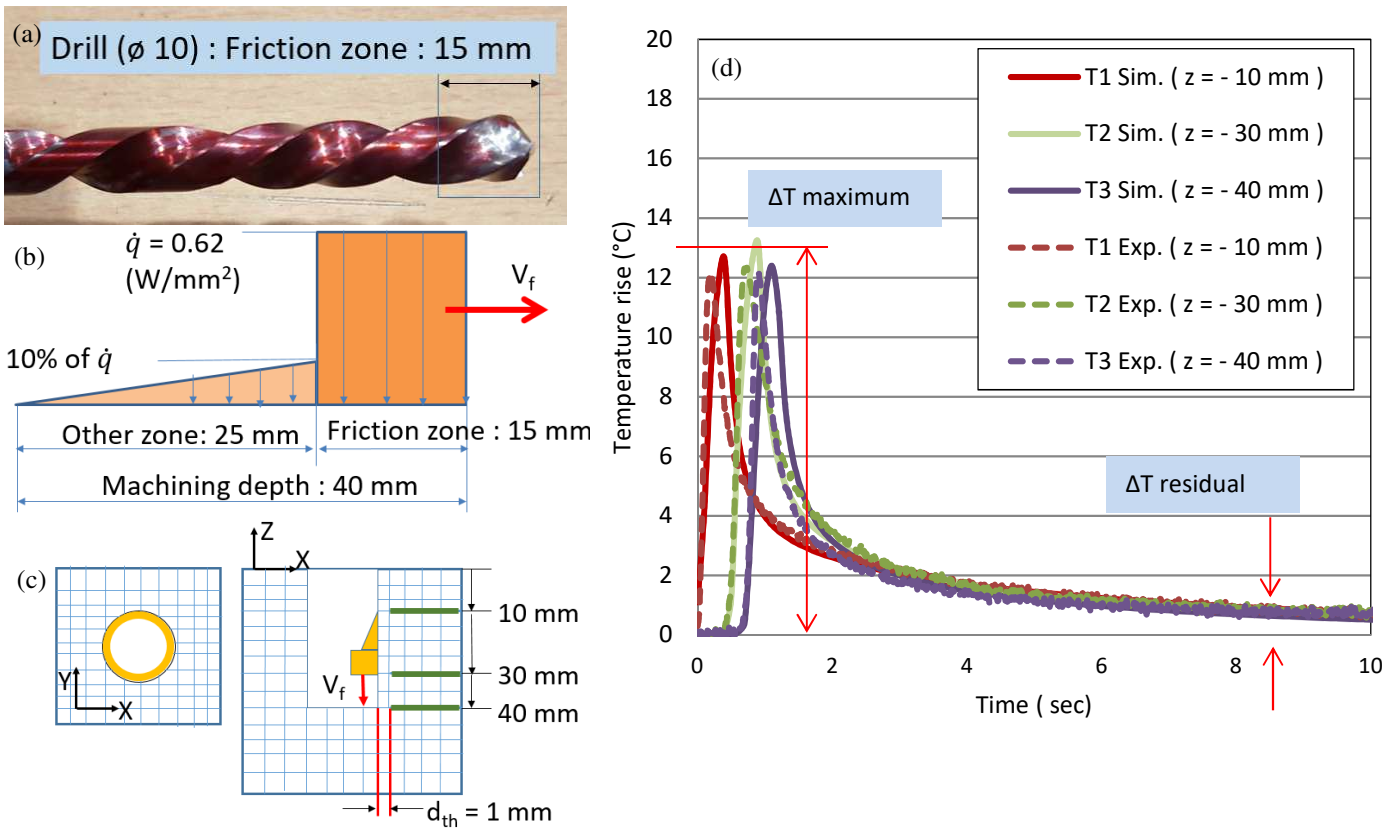 (a)
Drill (ø 10) : Friction zone : 15 mm
(b)
q̇ = 0.62
(W/mm²)
V_f
10% of q̇
Other zone: 25 mm
Friction zone : 15 mm
Machining depth : 40 mm
(c)
Z
X
Y
X
V_f
10 mm
30 mm
40 mm
d_th = 1 mm
(d)
20
18
16
14
12
10
8
6
4
2
0
Temperature rise (°C)
T1 Sim. ( z = - 10 mm )
T2 Sim. ( z = - 30 mm )
T3 Sim. ( z = - 40 mm )
T1 Exp. ( z = - 10 mm )
T2 Exp. ( z = - 30 mm )
T3 Exp. ( z = - 40 mm )
ΔT maximum
ΔT residual
0
2
4
6
8
10
Time ( sec)